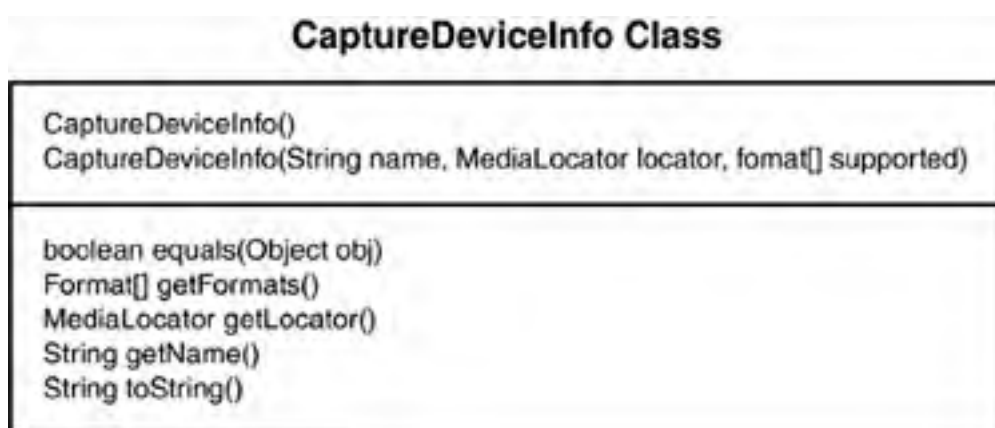 CaptureDeviceInfo Class
CaptureDeviceInfo()
CaptureDeviceInfo(String name, MediaLocator locator, fomat[] supported)
boolean equals(Object obj)
Format[] getFormats()
MediaLocator getLocator()
String getName()
String toString()